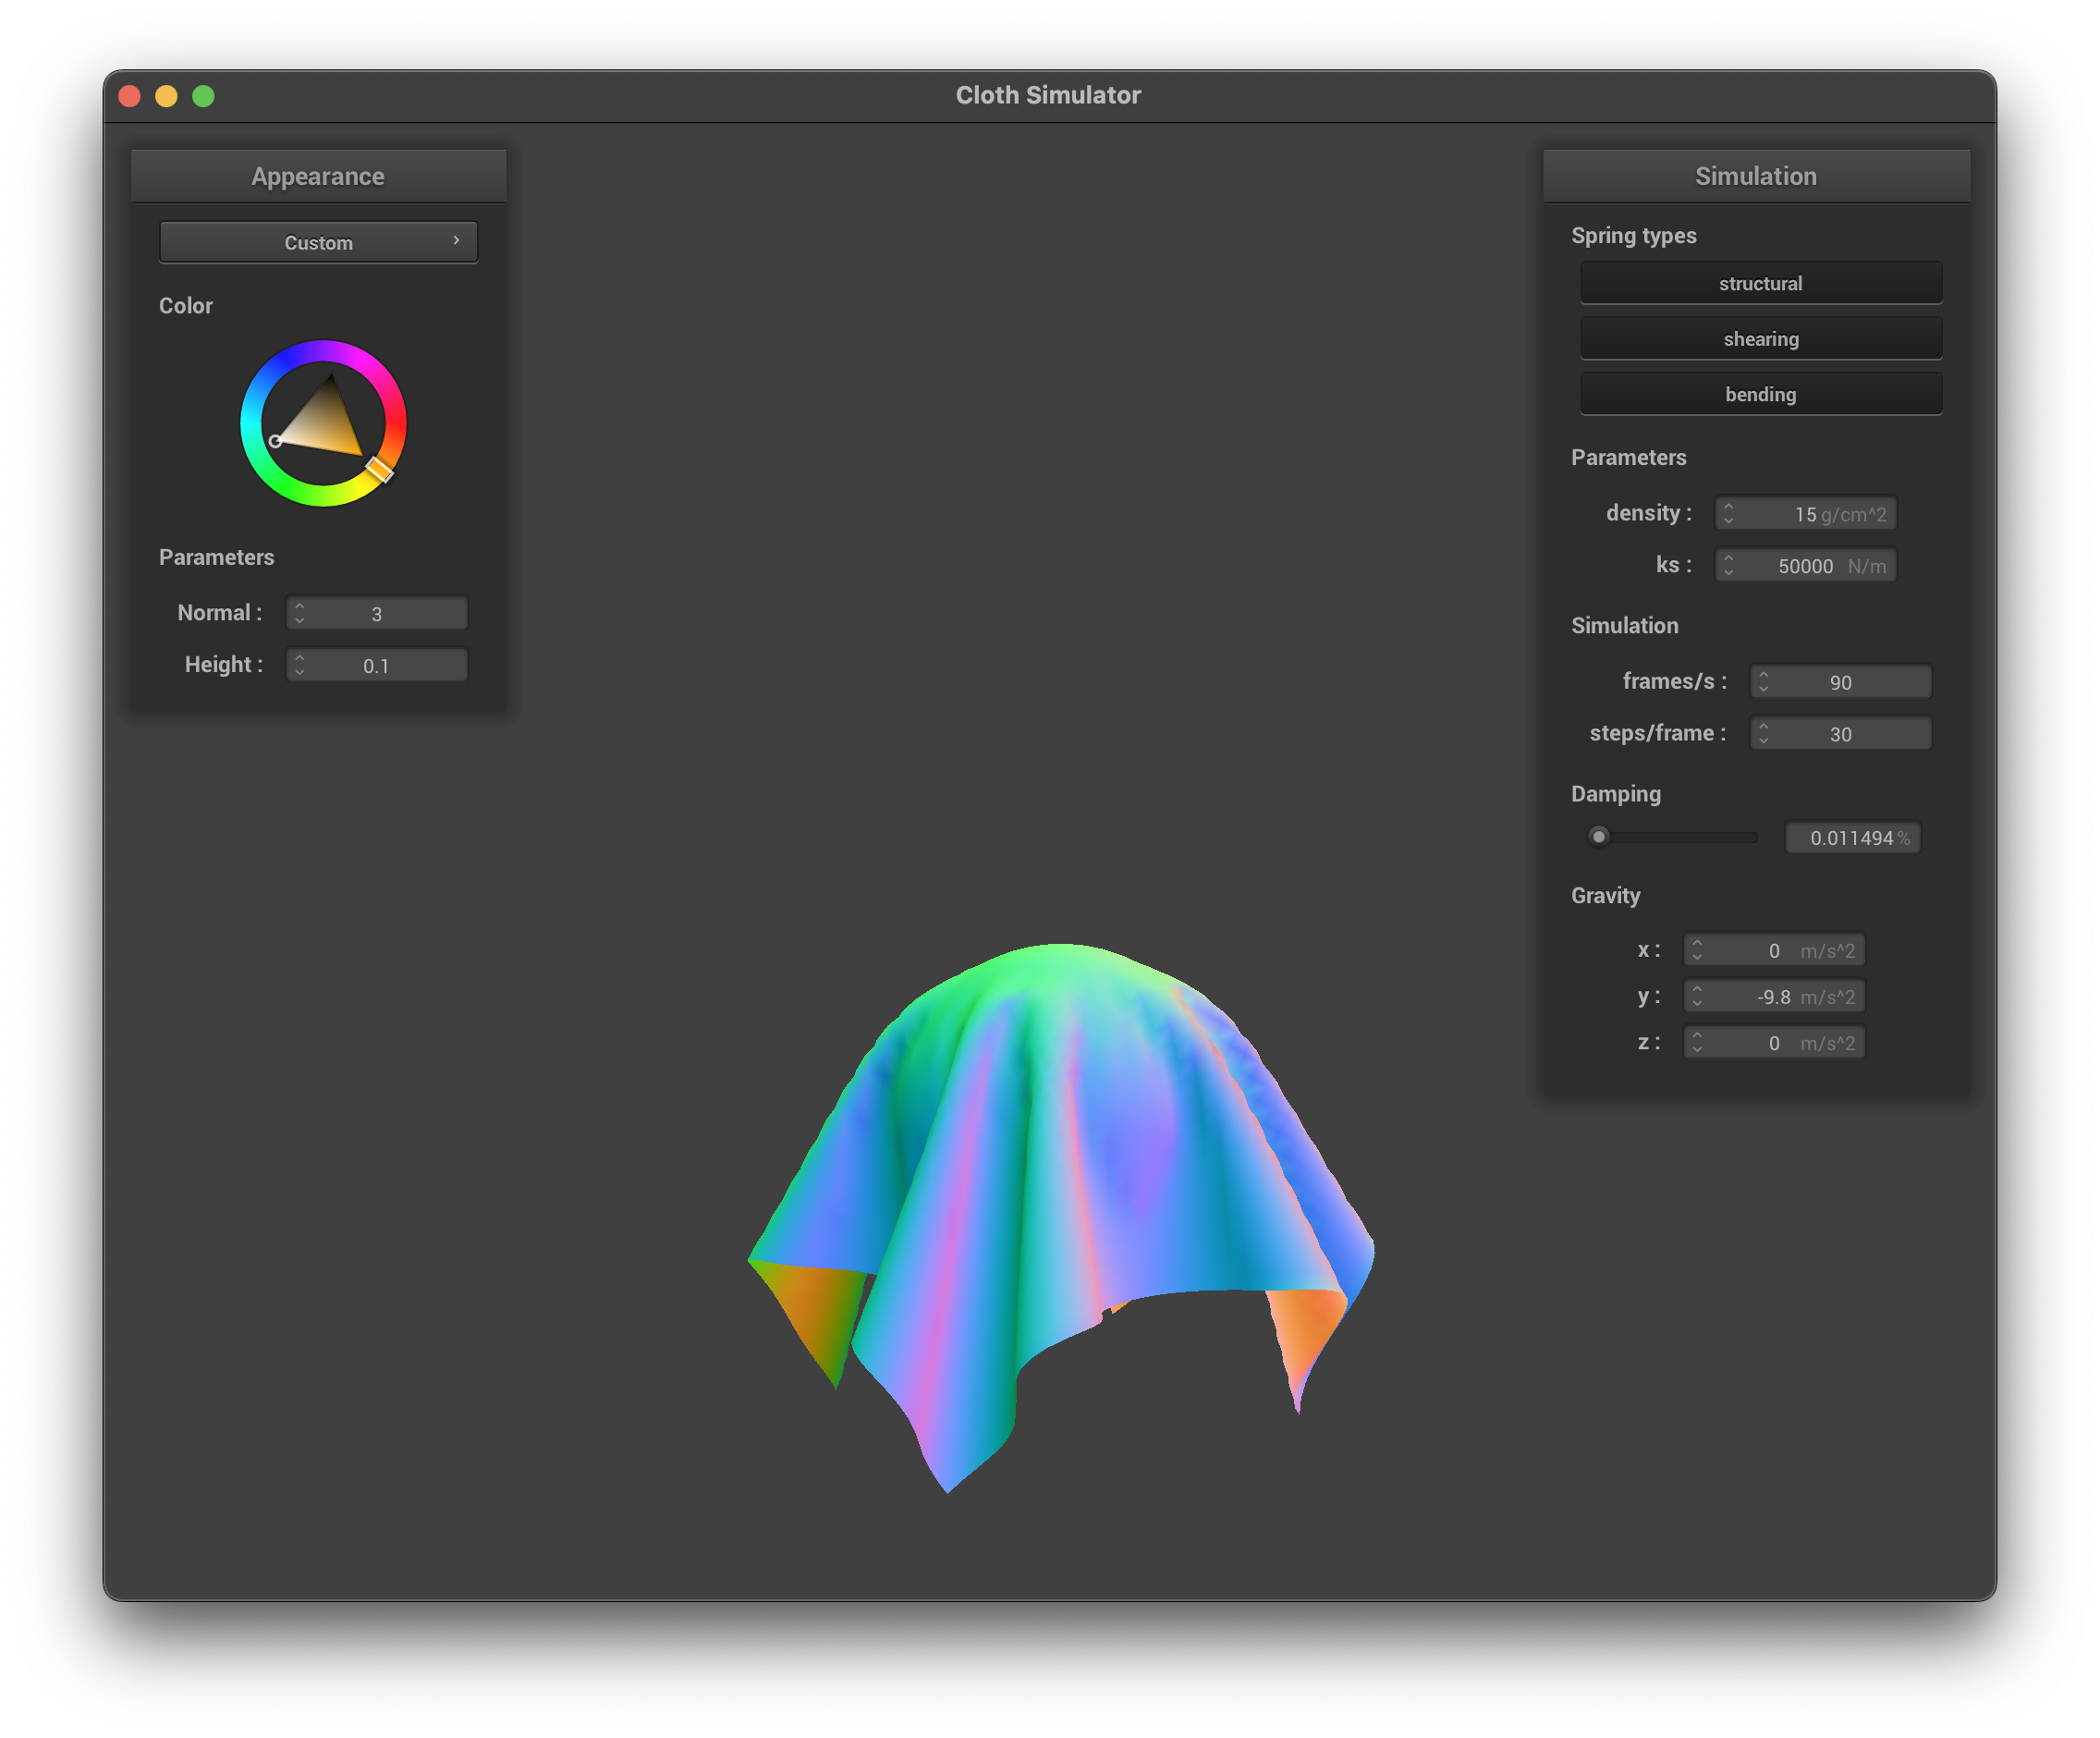 Cloth Simulator
Appearance
Custom
Color
Parameters
Normal : 3
Height : 0.1
Simulation
Spring types
structural
shearing
bending
Parameters
density : 15 g/cm^2
ks : 50000 N/m
Simulation
frames/s : 90
steps/frame : 30
Damping
0.011494 %
Gravity
x : 0 m/s^2
y : -9.8 m/s^2
z : 0 m/s^2